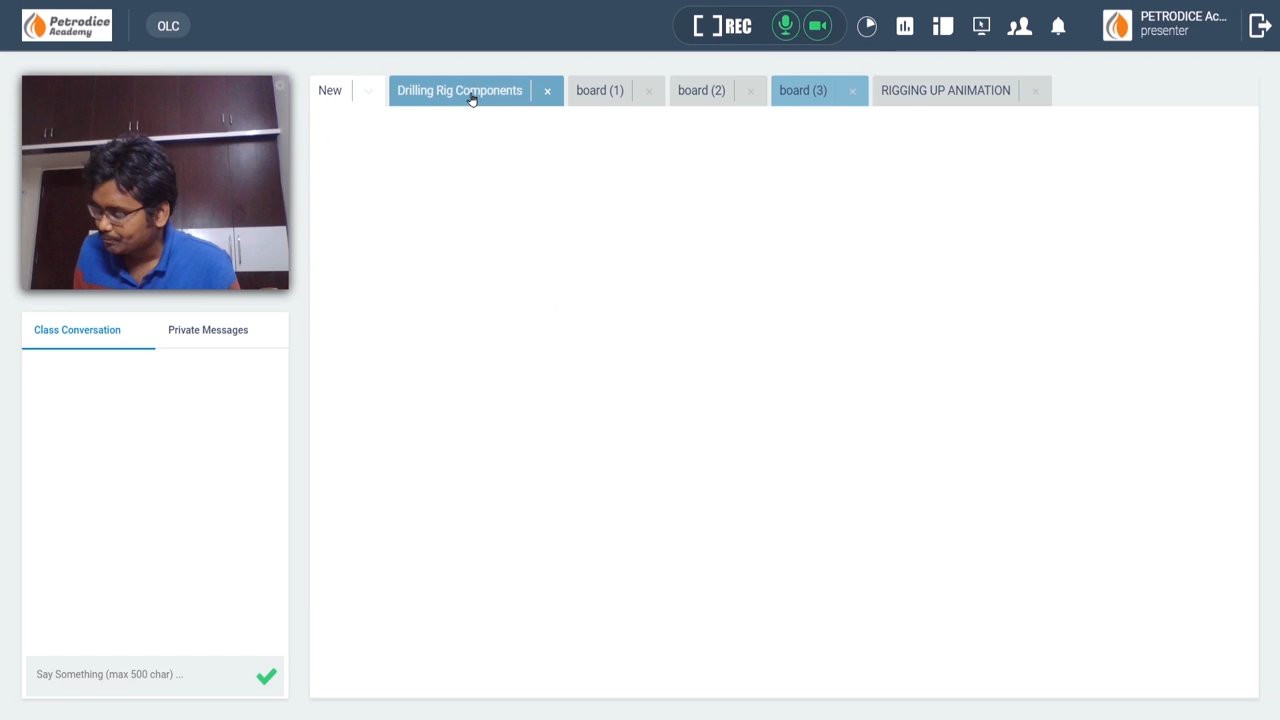 Petrodice
Academy
OLC
REC
PETRODICE Ac...
presenter
New
Drilling Rig Components
board (1)
board (2)
board (3)
RIGGING UP ANIMATION
Class Conversation
Private Messages
Say Something (max 500 char) ...